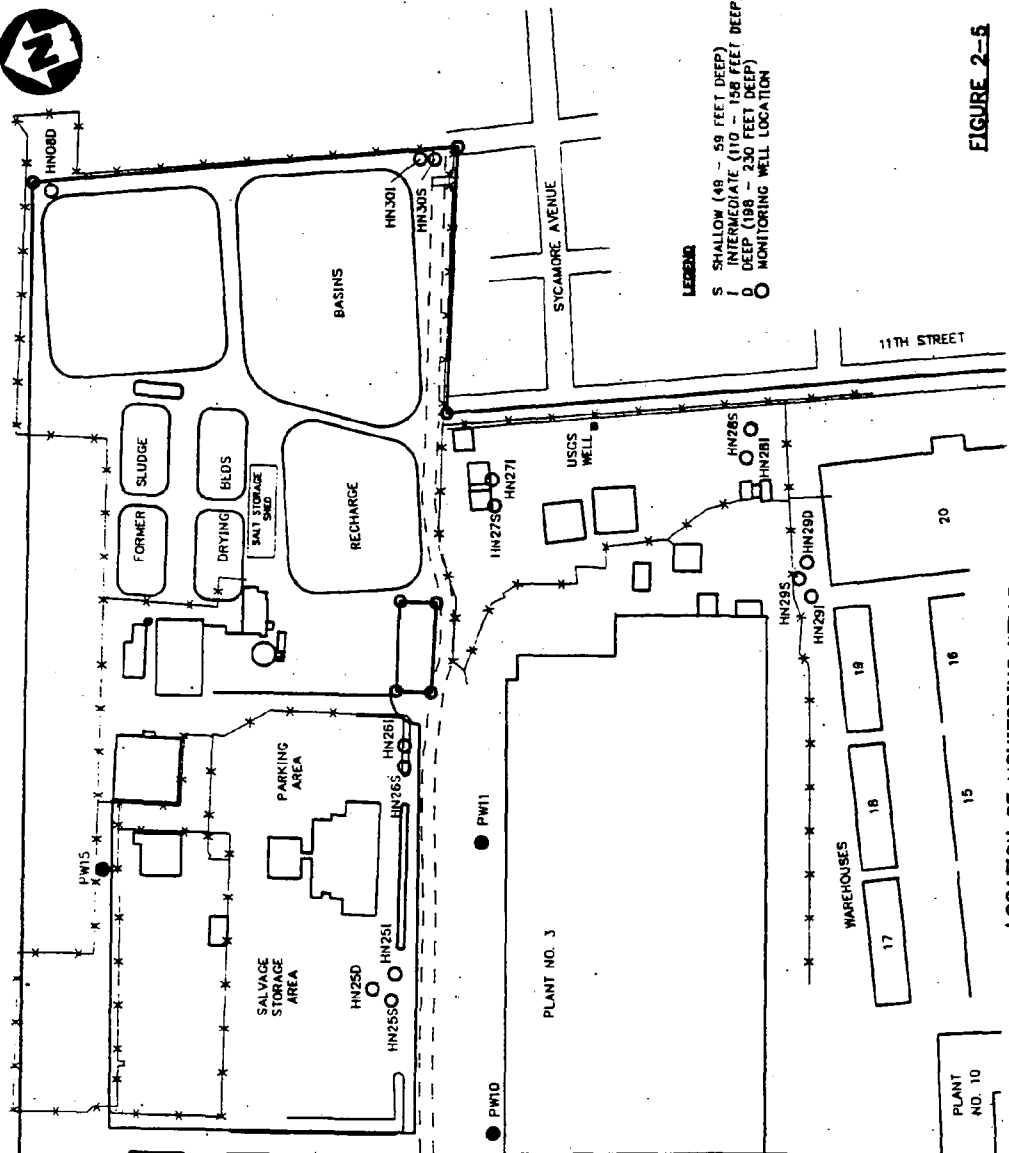 N
HN08D
HN30I
HN30S
BASINS
SYCAMORE AVENUE
LEGEND
S SHALLOW (49 - 59 FEET DEEP)
I INTERMEDIATE (110 - 158 FEET DEEP
D DEEP (198 - 230 FEET DEEP)
O MONITORING WELL LOCATION
FIGURE 2-5
11TH STREET
SLUDGE
BEDS
FORMER
DRYING
SALT STORAGE
SHED
RECHARGE
USGS
WELL
HN27I
HN27S
HN28S
HN28I
HN29D
HN29S
HN29I
20
19
18
17
16
15
WAREHOUSES
HN26I
HN26S
PARKING
AREA
PW15
PW11
PW10
SALVAGE
STORAGE
AREA
HN25D
HN25I
HN25S
PLANT NO. 3
PLANT
NO. 10